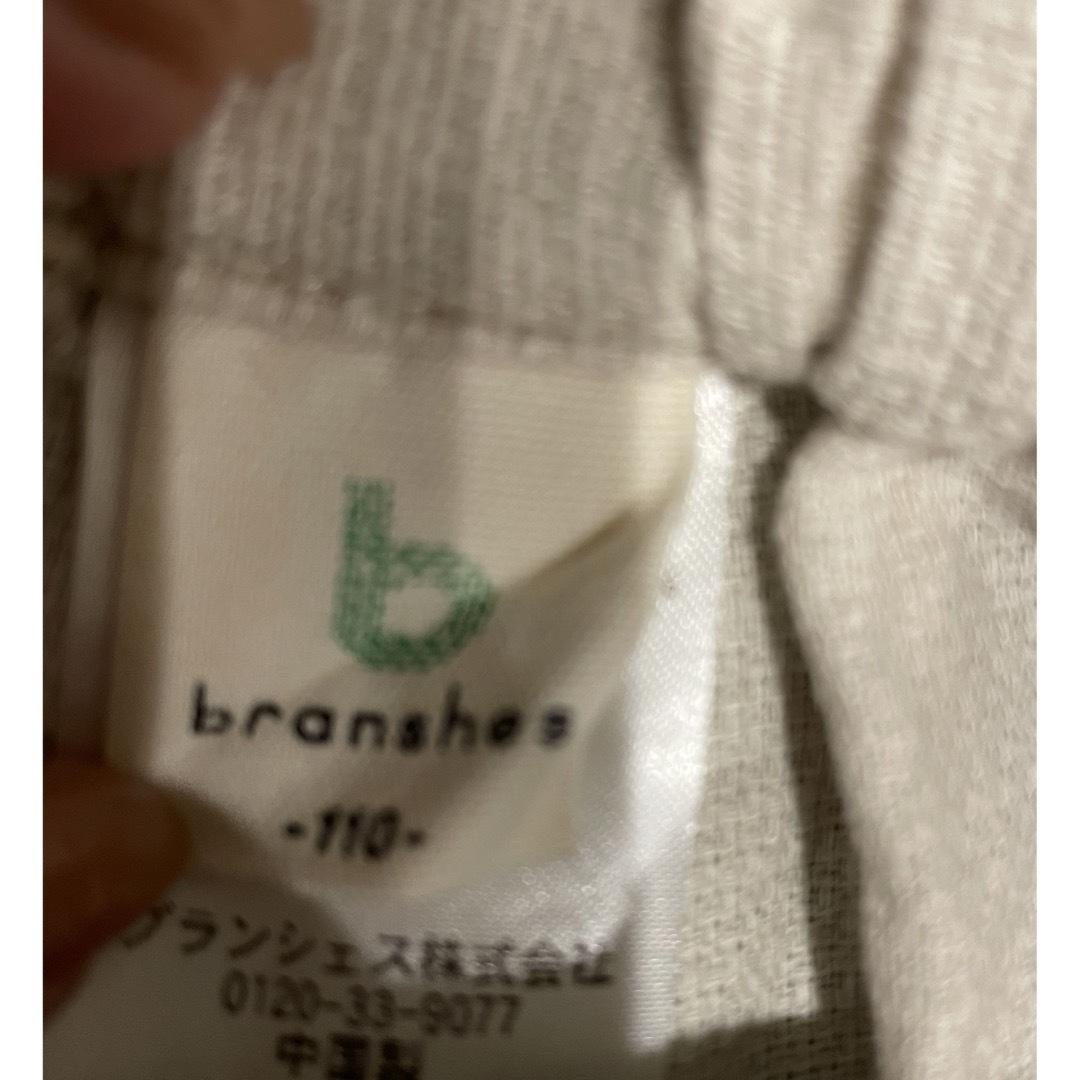 b
branshes
-110-
ブランシェス株式会社
0120-33-9077
中国製